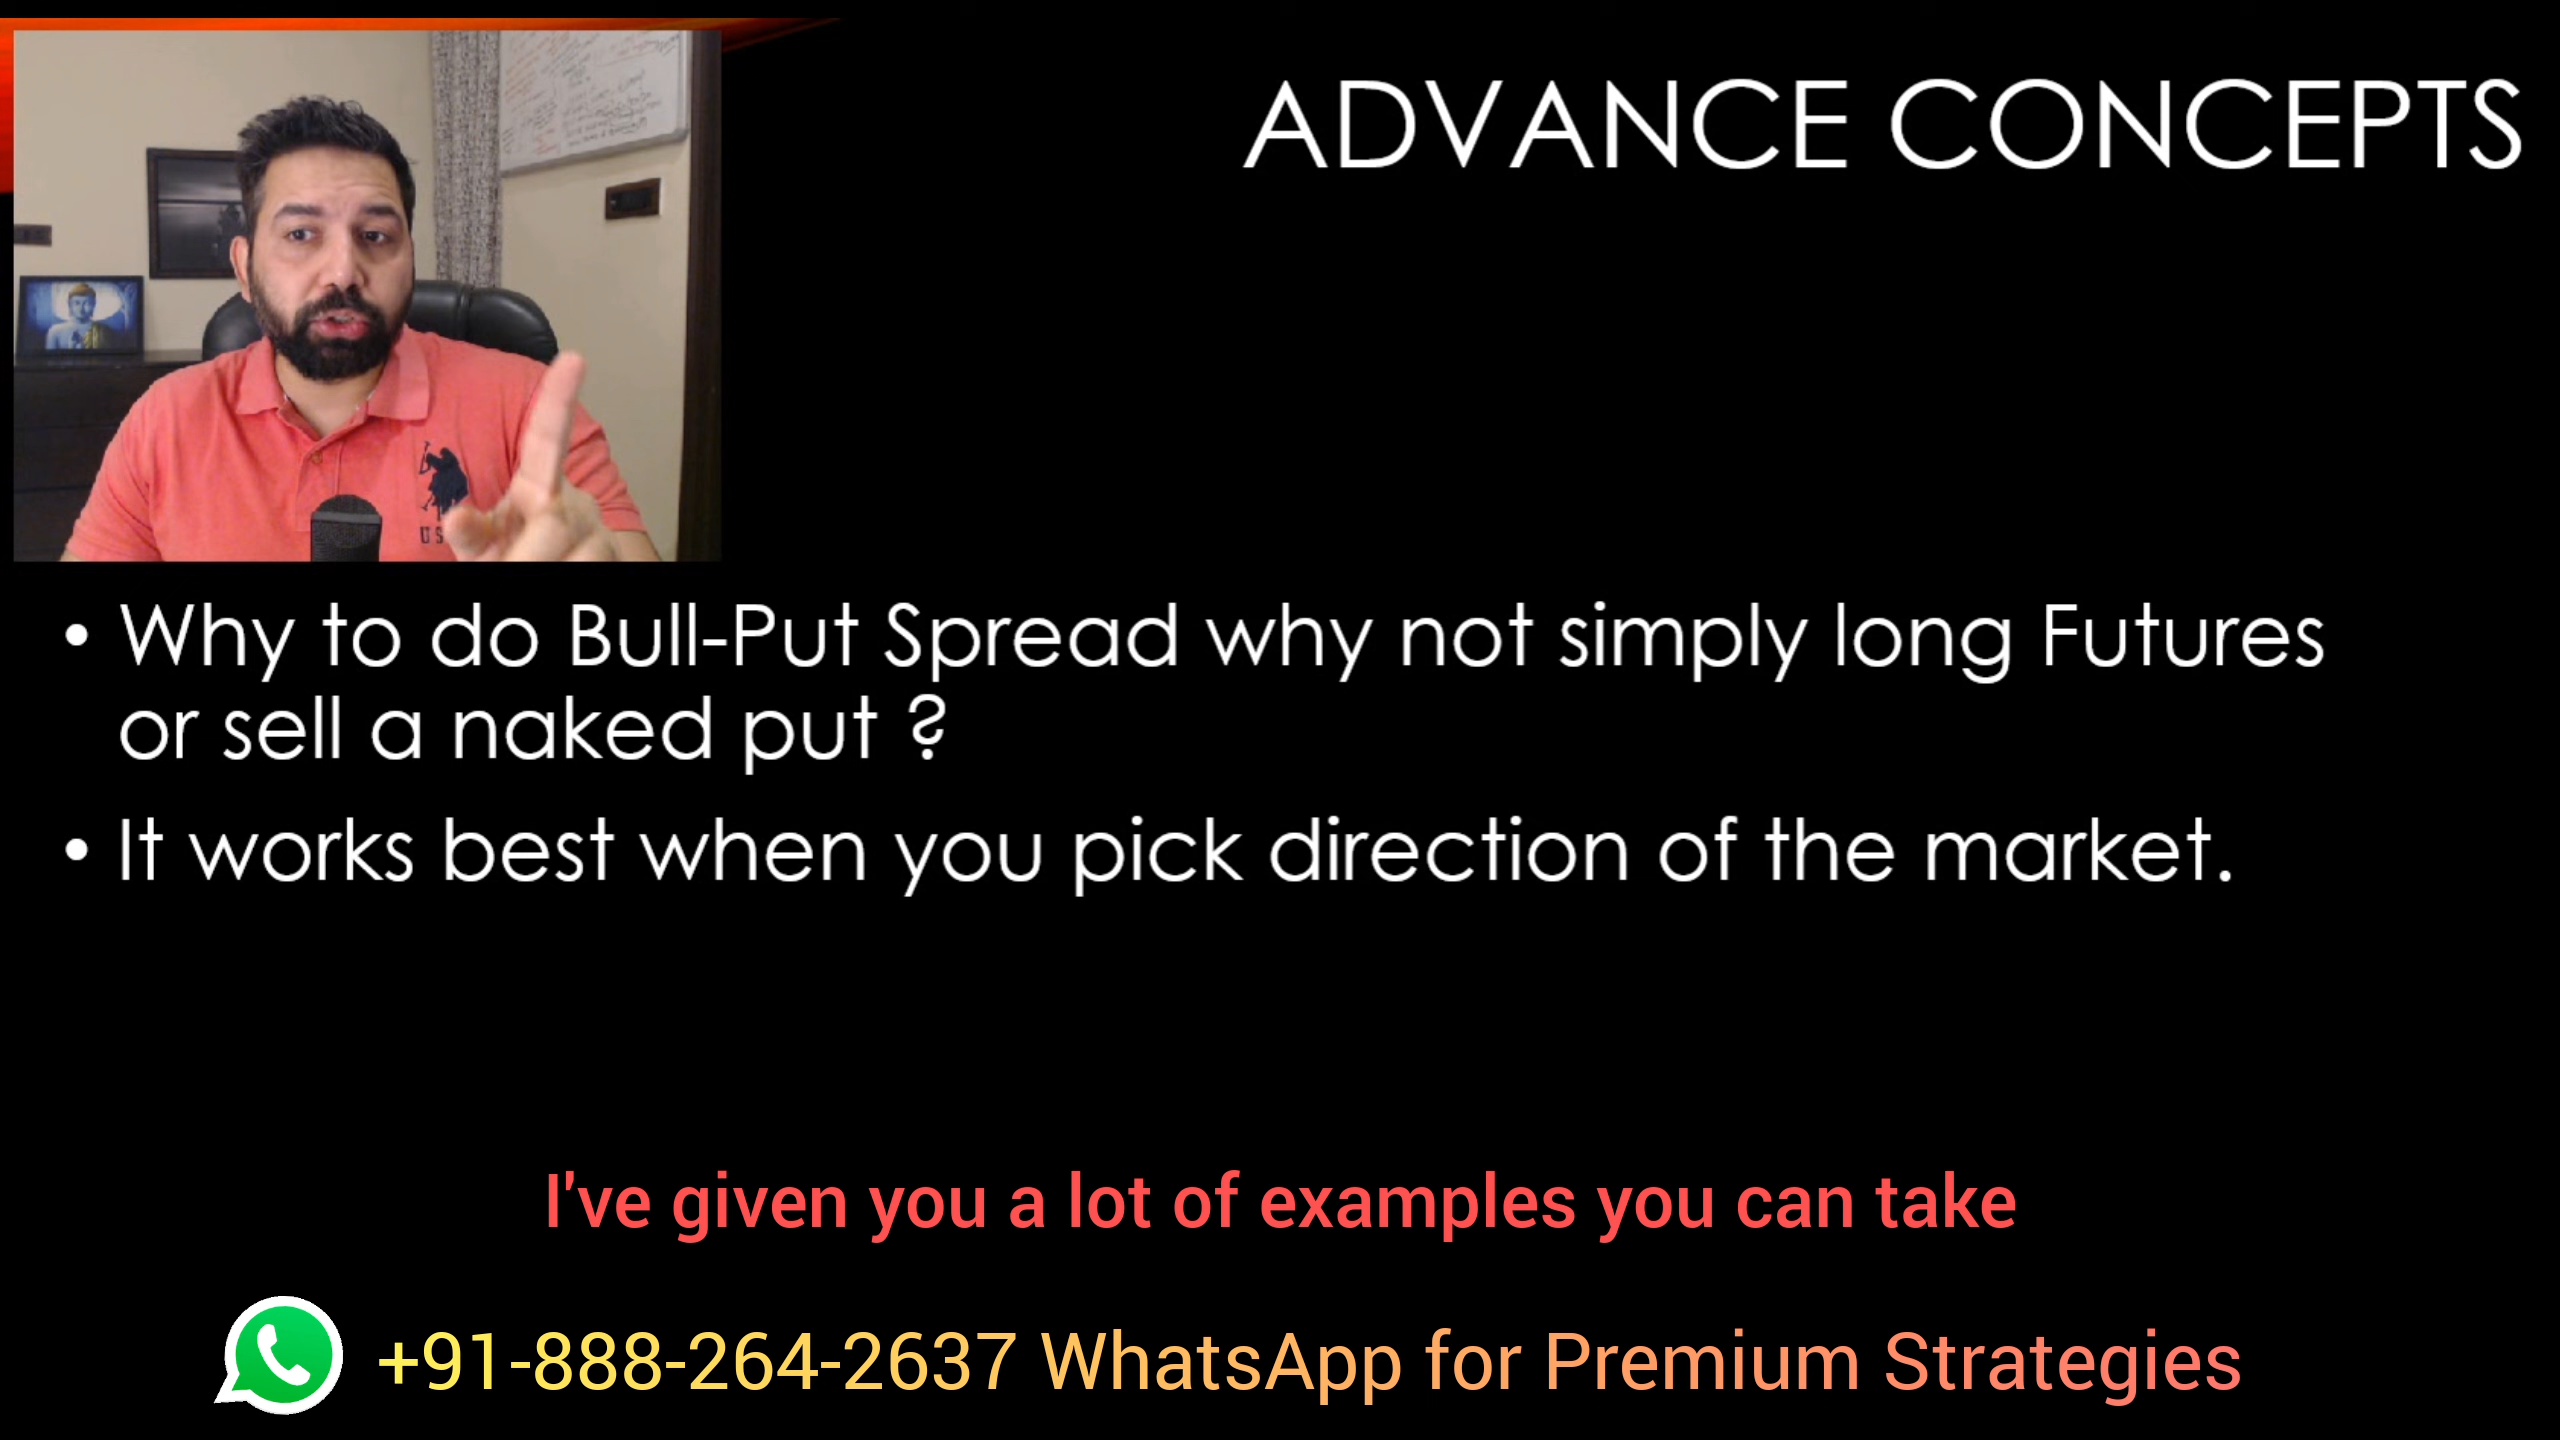 ADVANCE CONCEPTS
U S
• Why to do Bull-Put Spread why not simply long Futures
or sell a naked put ?
• It works best when you pick direction of the market.
I've given you a lot of examples you can take
+91-888-264-2637 WhatsApp for Premium Strategies